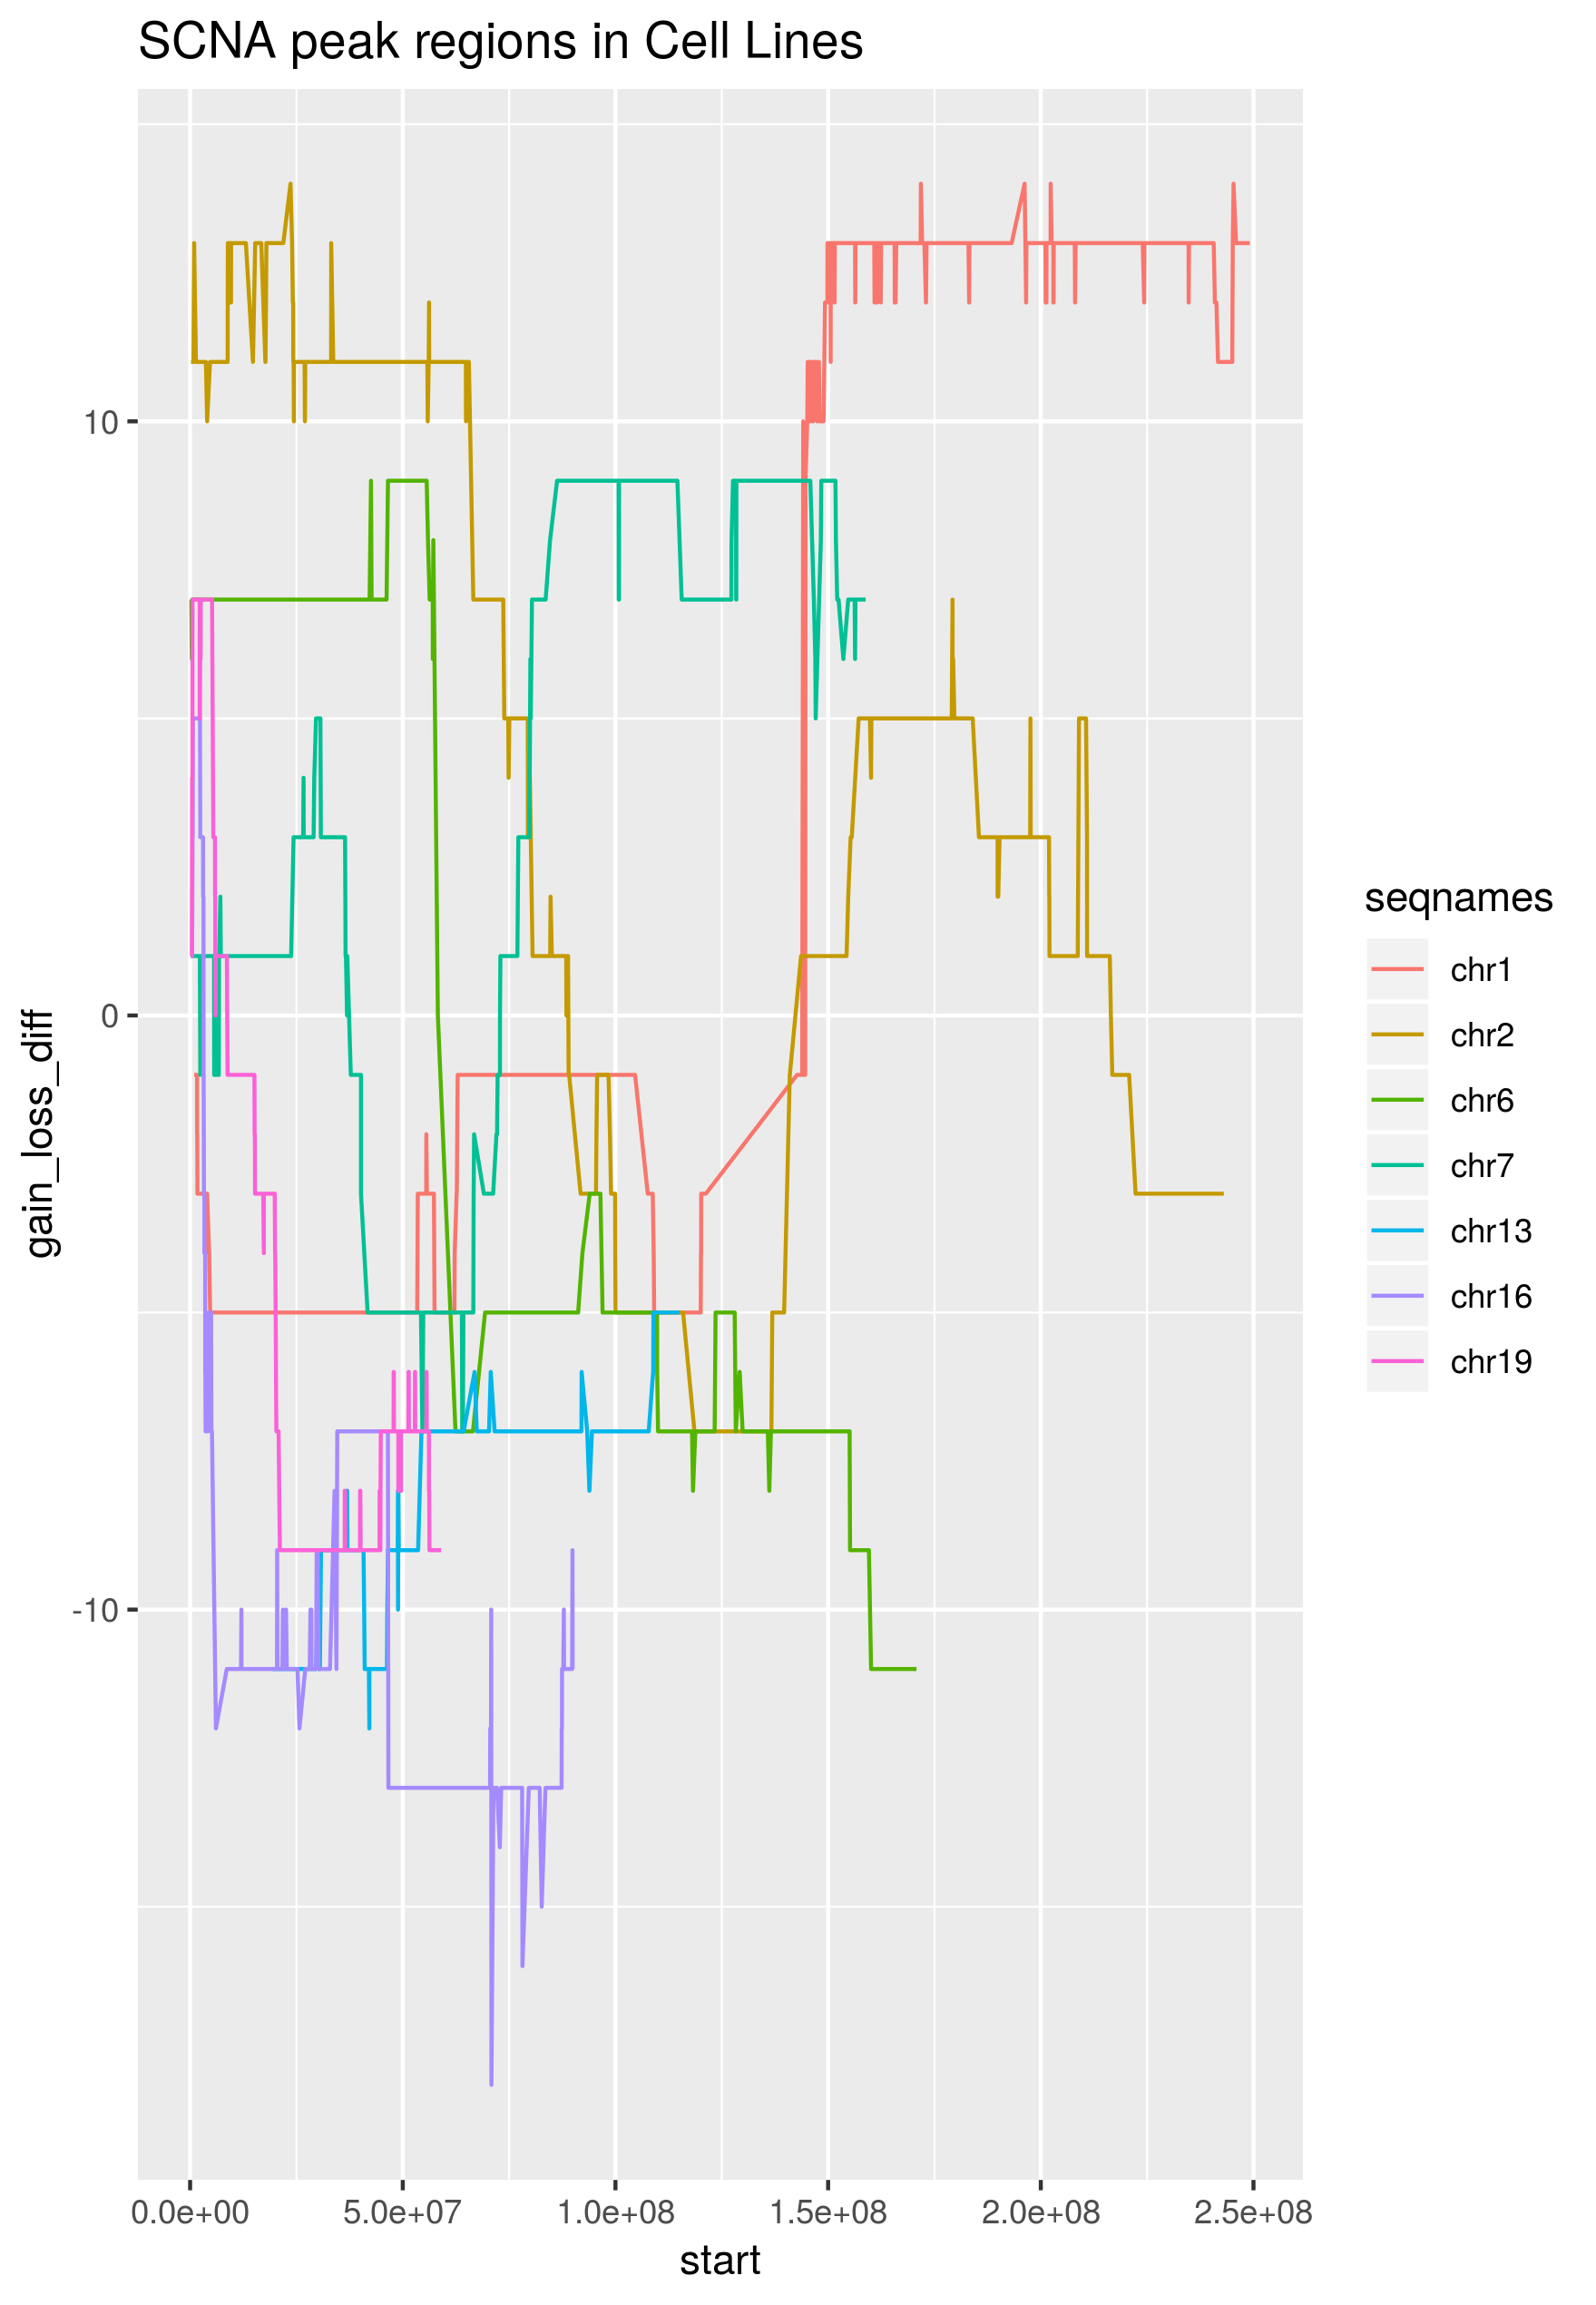 SCNA peak regions in Cell Lines
gain_loss_diff
10
0
-10
0.0e+00 5.0e+07 1.0e+08 1.5e+08 2.0e+08 2.5e+08
start
seqnames
chr1
chr2
chr6
chr7
chr13
chr16
chr19